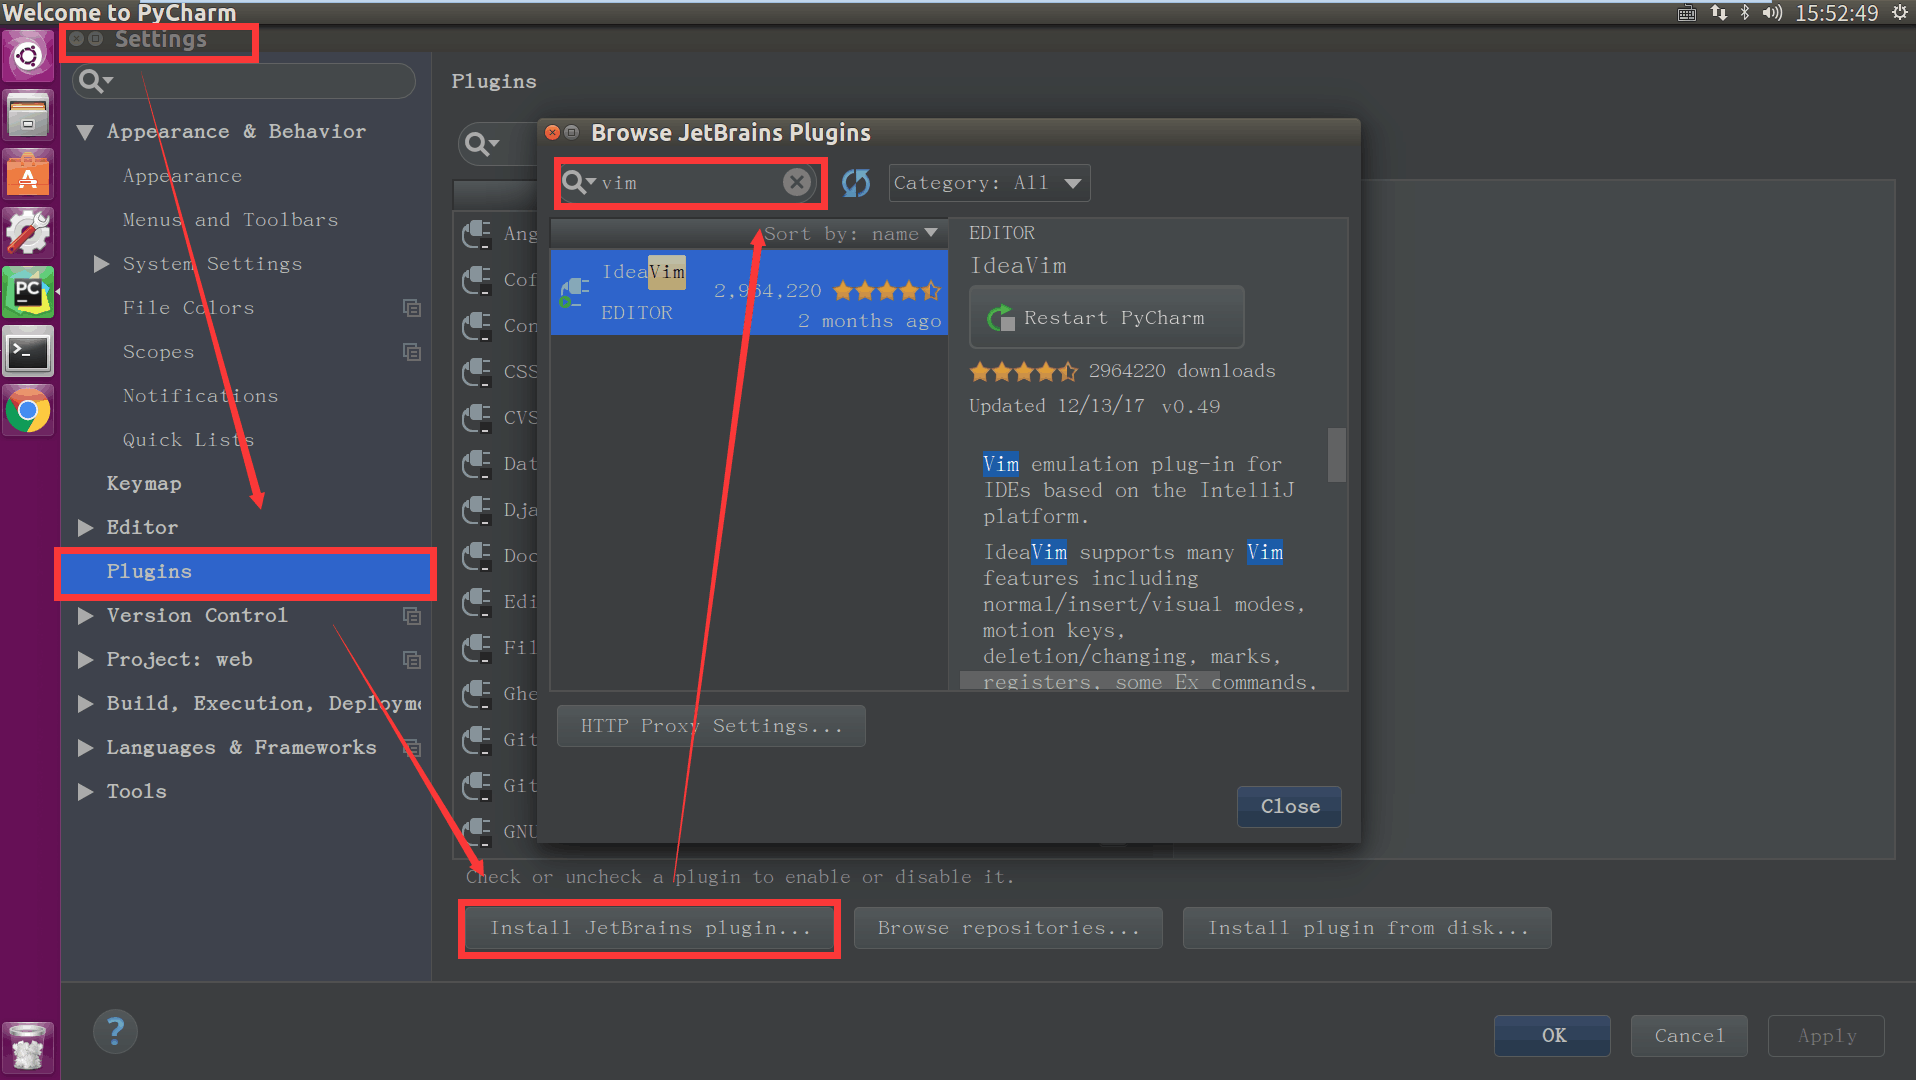 Welcome to PyCharm
15:52:49
Settings
Appearance & Behavior
Appearance
Menus and Toolbars
System Settings
File Colors
Scopes
Notifications
Quick Lists
Keymap
Editor
Plugins
Version Control
Project: web
Build, Execution, Deployme
Languages & Frameworks
Tools
Plugins
Ang
Cof
Con
CSS
CVS
Dat
Dja
Doc
Edi
Fil
Ghe
Git
Git
GNU
Browse JetBrains Plugins
vim
Category: All
Sort by: name
IdeaVim
2,964,220
EDITOR
2 months ago
EDITOR
IdeaVim
Restart PyCharm
2964220 downloads
Updated 12/13/17 v0.49
Vim emulation plug-in for
IDEs based on the IntelliJ
platform.
IdeaVim supports many Vim
features including
normal/insert/visual modes,
motion keys,
deletion/changing, marks,
registers, some Ex commands,
HTTP Proxy Settings...
Close
Check or uncheck a plugin to enable or disable it.
Install JetBrains plugin...
Browse repositories...
Install plugin from disk...
?
OK
Cancel
Apply
PC